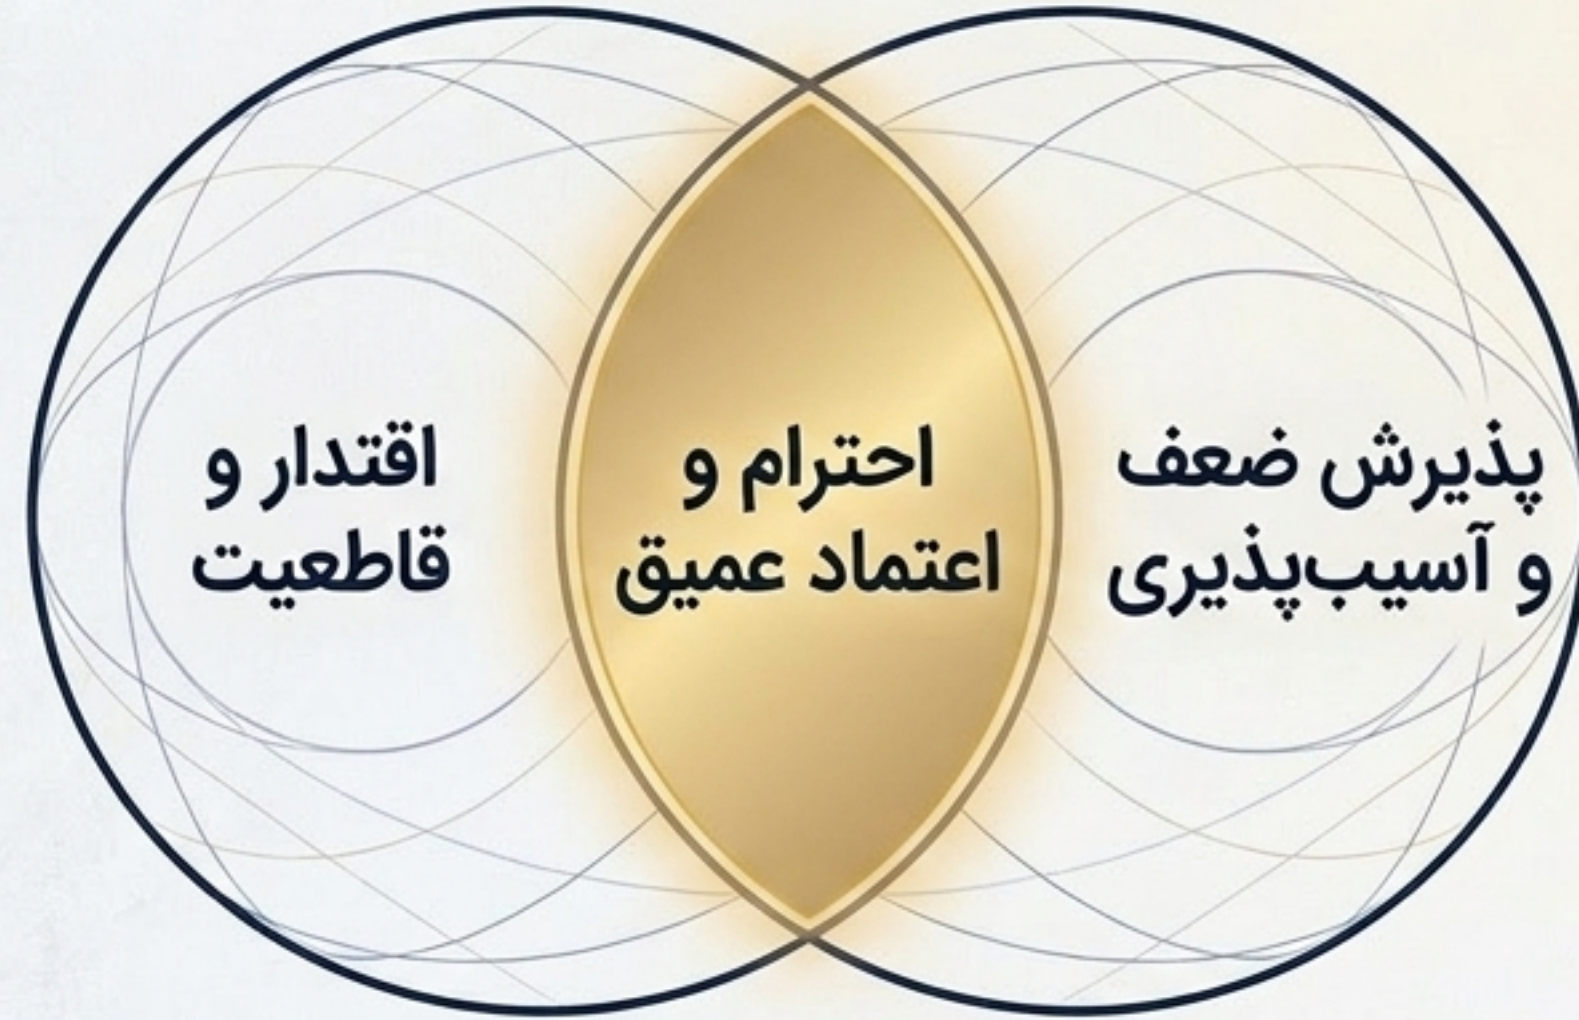 پذیرش ضعف
و آسیب‌پذیری
احترام و
اعتماد عمیق
اقتدار و
قاطعیت